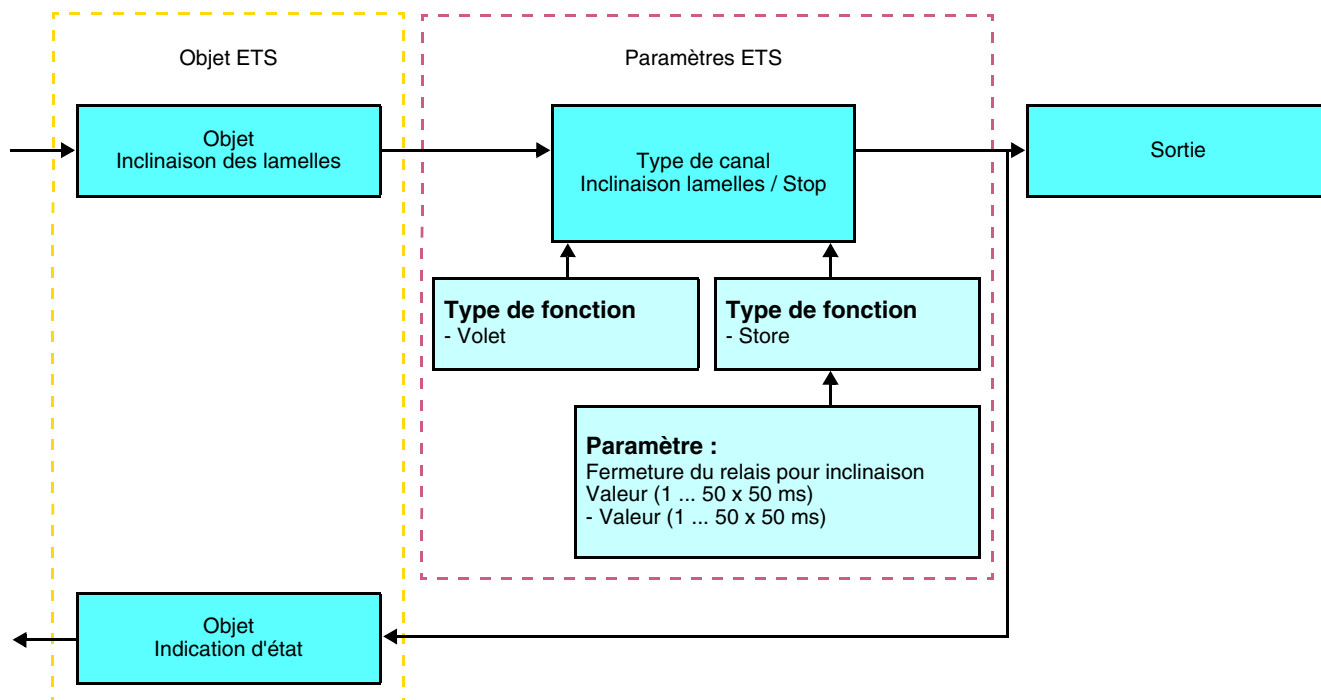 Objet ETS
Paramètres ETS
Objet
Inclinaison des lamelles
Type de canal
Inclinaison lamelles / Stop
Sortie
Type de fonction
- Volet
Type de fonction
- Store
Paramètre :
Fermeture du relais pour inclinaison
Valeur (1 ... 50 x 50 ms)
- Valeur (1 ... 50 x 50 ms)
Objet
Indication d'état